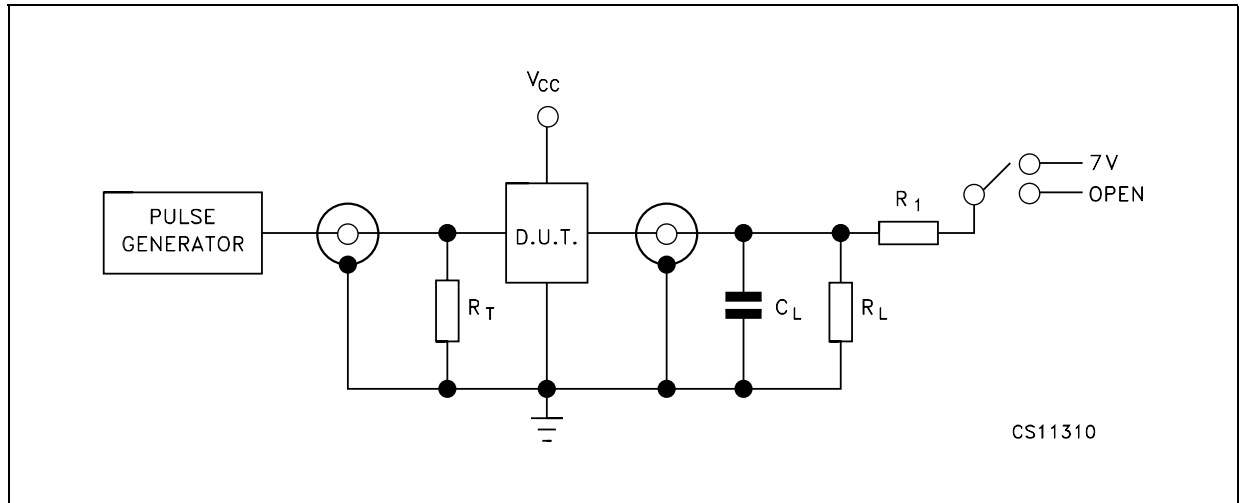 VCC
PULSE
GENERATOR
D.U.T.
RT
CL
RL
R1
7V
OPEN
CS11310